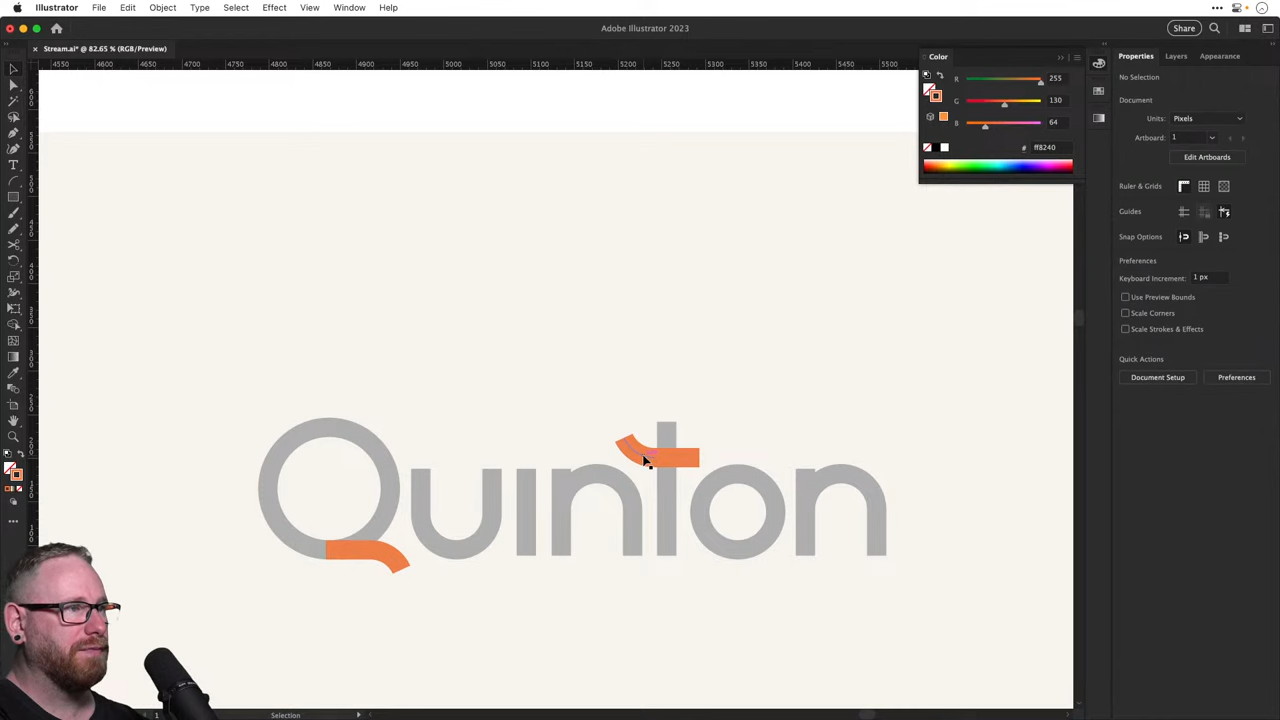 Illustrator File Edit Object Type Select Effect View Window Help
Adobe Illustrator 2023
Share
Stream.ai* @ 82.65 % (RGB/Preview)
4550 4600 4650 4700 4750 4800 4850 4900 4950 5000 5050 5100 5150 5200 5250 5300 5350 5400 5450 5500
Color
R 255
G 130
B 64
# ff8240
Properties Layers Appearance
No Selection
Document
Units: Pixels
Artboard: 1
Edit Artboards
Ruler & Grids
Guides
Snap Options
Preferences
Keyboard Increment: 1 px
Use Preview Bounds
Scale Corners
Scale Strokes & Effects
Quick Actions
Document Setup Preferences
Quinton
1 Selection